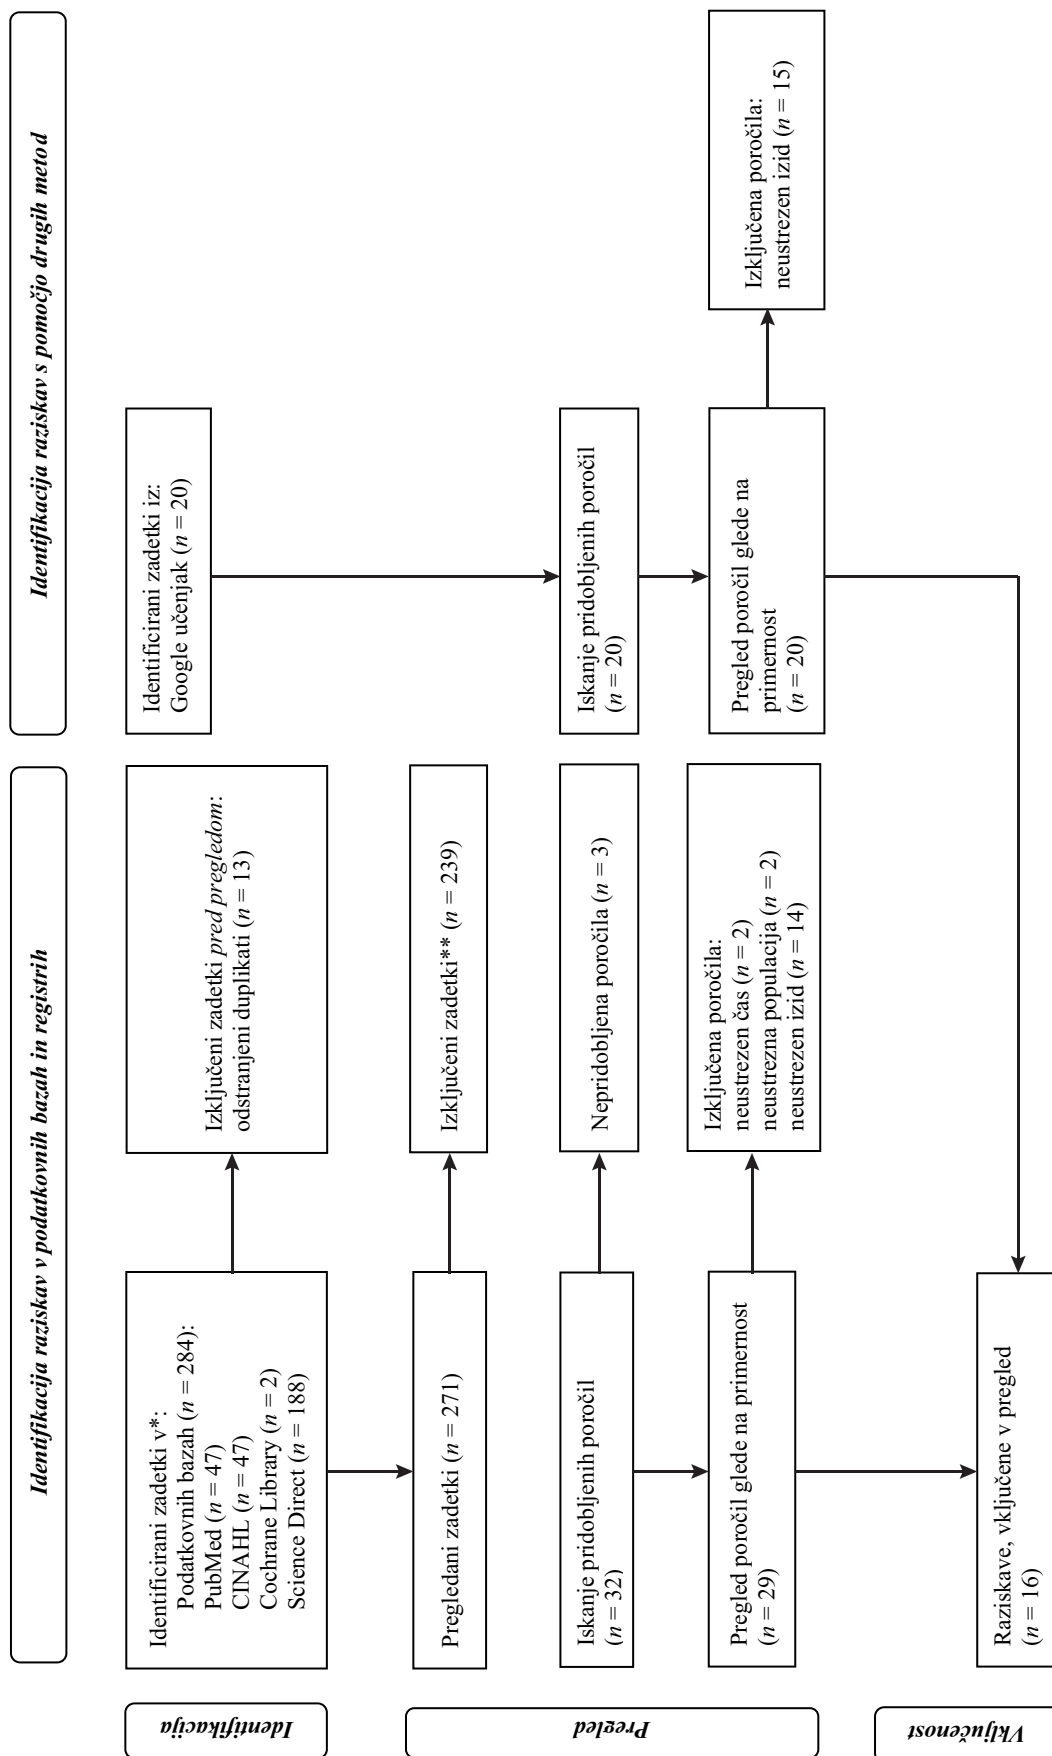 Identifikacija raziskav v podatkovnih bazah in registrih
Identifikacija raziskav s pomočjo drugih metod
Identifikacija
Identificirani zadetki v*:
Podatkovnih bazah (n = 284):
PubMed (n = 47)
CINAHL (n = 47)
Cochrane Library (n = 2)
Science Direct (n = 188)
Izključeni zadetki pred pregledom:
odstranjeni duplikati (n = 13)
Identificirani zadetki iz:
Google učenjak (n = 20)
Pregled
Pregledani zadetki (n = 271)
Izključeni zadetki** (n = 239)
Iskanje pridobljenih poročil
(n = 32)
Nepridobljena poročila (n = 3)
Iskanje pridobljenih poročil
(n = 20)
Pregled poročil glede na primernost
(n = 29)
Izključena poročila:
neustrezen čas (n = 2)
neustrezna populacija (n = 2)
neustrezen izid (n = 14)
Pregled poročil glede na
primernost
(n = 20)
Izključena poročila:
neustrezen izid (n = 15)
Vključenost
Raziskave, vključene v pregled
(n = 16)